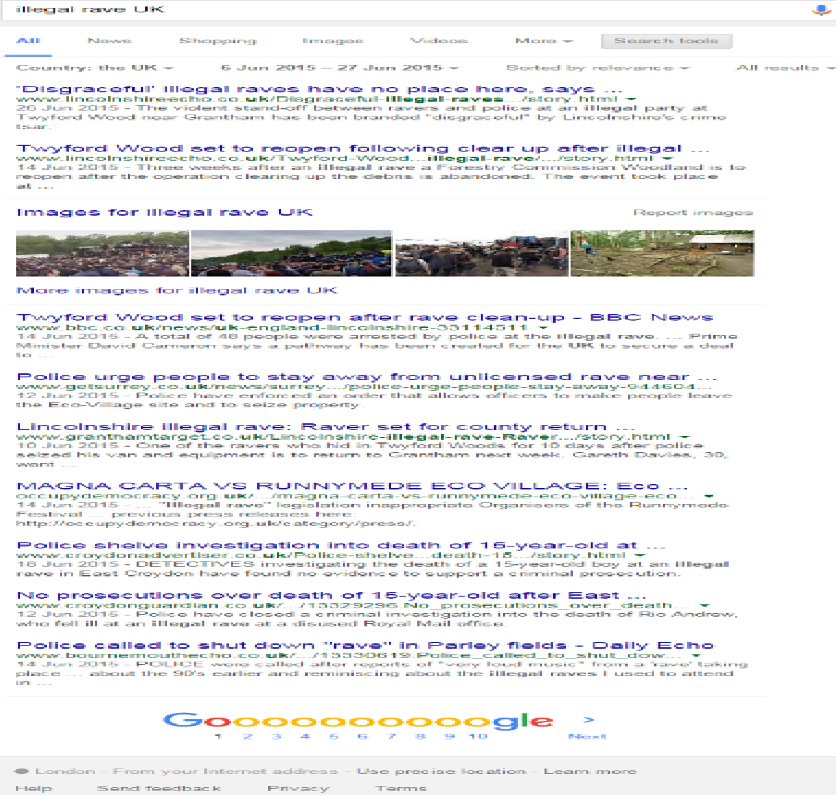 illegal rave UK
All News Shopping Images Videos More Search tools
Country: the UK 6 Jun 2015 – 27 Jun 2015 Sorted by relevance All results
'Disgraceful' illegal raves have no place here, says ...
www.lincolnshireecho.co.uk/Disgraceful-illegal-raves.../story.html
26 Jun 2015 - The violent stand-off between ravers and police at an illegal party at
Twyford Wood near Grantham has been branded "disgraceful" by Lincolnshire's crime
tsar.
Twyford Wood set to reopen following clear up after illegal ...
www.lincolnshireecho.co.uk/Twyford-Wood...illegal-rave/.../story.html
14 Jun 2015 - Three weeks after an illegal rave a Forestry Commission Woodland is to
reopen after the operation clearing up the debris is abandoned. The event took place
at ...
Images for illegal rave UK Report images
More images for illegal rave UK
Twyford Wood set to reopen after rave clean-up - BBC News
www.bbc.co.uk/news/uk-england-lincolnshire-33114511
14 Jun 2015 - A total of 46 people were arrested by police at the illegal rave. ... Prime
Minister David Cameron says a pathway has been created for the UK to secure a deal
to ...
Police urge people to stay away from unlicensed rave near ...
www.getsurrey.co.uk/news/surrey.../police-urge-people-stay-away-944604...
12 Jun 2015 - Police have enforced an order that allows officers to make people leave
the Eco-Village site and to seize property.
Lincolnshire illegal rave: Raver set for county return ...
www.granthamtarget.co.uk/Lincolnshire-illegal-rave-Raver.../story.html
10 Jun 2015 - One of the ravers who hid in Twyford Woods for 10 days after police
seized his van and equipment is to return to Grantham next week. Gareth Davies, 30,
went ...
MAGNA CARTA VS RUNNYMEDE ECO VILLAGE: Eco ...
occupydemocracy.org.uk/.../magna-carta-vs-runnymede-eco-village-eco...
14 Jun 2015 - ... "Illegal rave" legislation inappropriate Organisers of the Runnymede
Festival ... previous press releases here:
http://occupydemocracy.org.uk/category/press/.
Police shelve investigation into death of 15-year-old at ...
www.croydonadvertiser.co.uk/Police-shelve...death-15.../story.html
16 Jun 2015 - DETECTIVES investigating the death of a 15-year-old boy at an illegal
rave in East Croydon have found no evidence to support a criminal prosecution.
No prosecutions over death of 15-year-old after East ...
www.croydonguardian.co.uk/.../13329296.No_prosecutions_over_death...
12 Jun 2015 - Police have closed a criminal investigation into the death of Rio Andrew,
who fell ill at an illegal rave at a disused Royal Mail office.
Police called to shut down "rave" in Parley fields - Daily Echo
www.bournemouthecho.co.uk/.../13330619.Police_called_to_shut_dow...
14 Jun 2015 - POLICE were called after reports of "very loud music" from a 'rave' taking
place ... about the 90's earlier and reminiscing about the illegal raves I used to attend
in ...
Goooooooooogle >
1 2 3 4 5 6 7 8 9 10 Next
London - From your Internet address - Use precise location - Learn more
Help Send feedback Privacy Terms